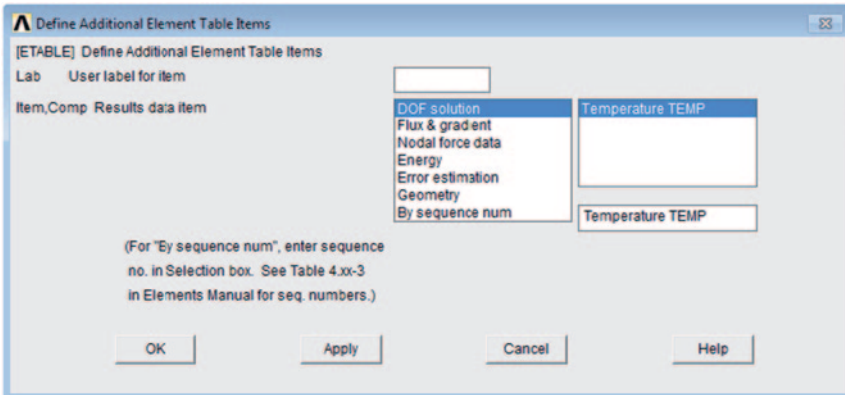 Define Additional Element Table Items
[ETABLE] Define Additional Element Table Items
Lab User label for item
Item,Comp Results data item
DOF solution
Flux & gradient
Nodal force data
Energy
Error estimation
Geometry
By sequence num
Temperature TEMP
Temperature TEMP
(For "By sequence num", enter sequence
no. in Selection box. See Table 4.xx-3
in Elements Manual for seq. numbers.)
OK Apply Cancel Help